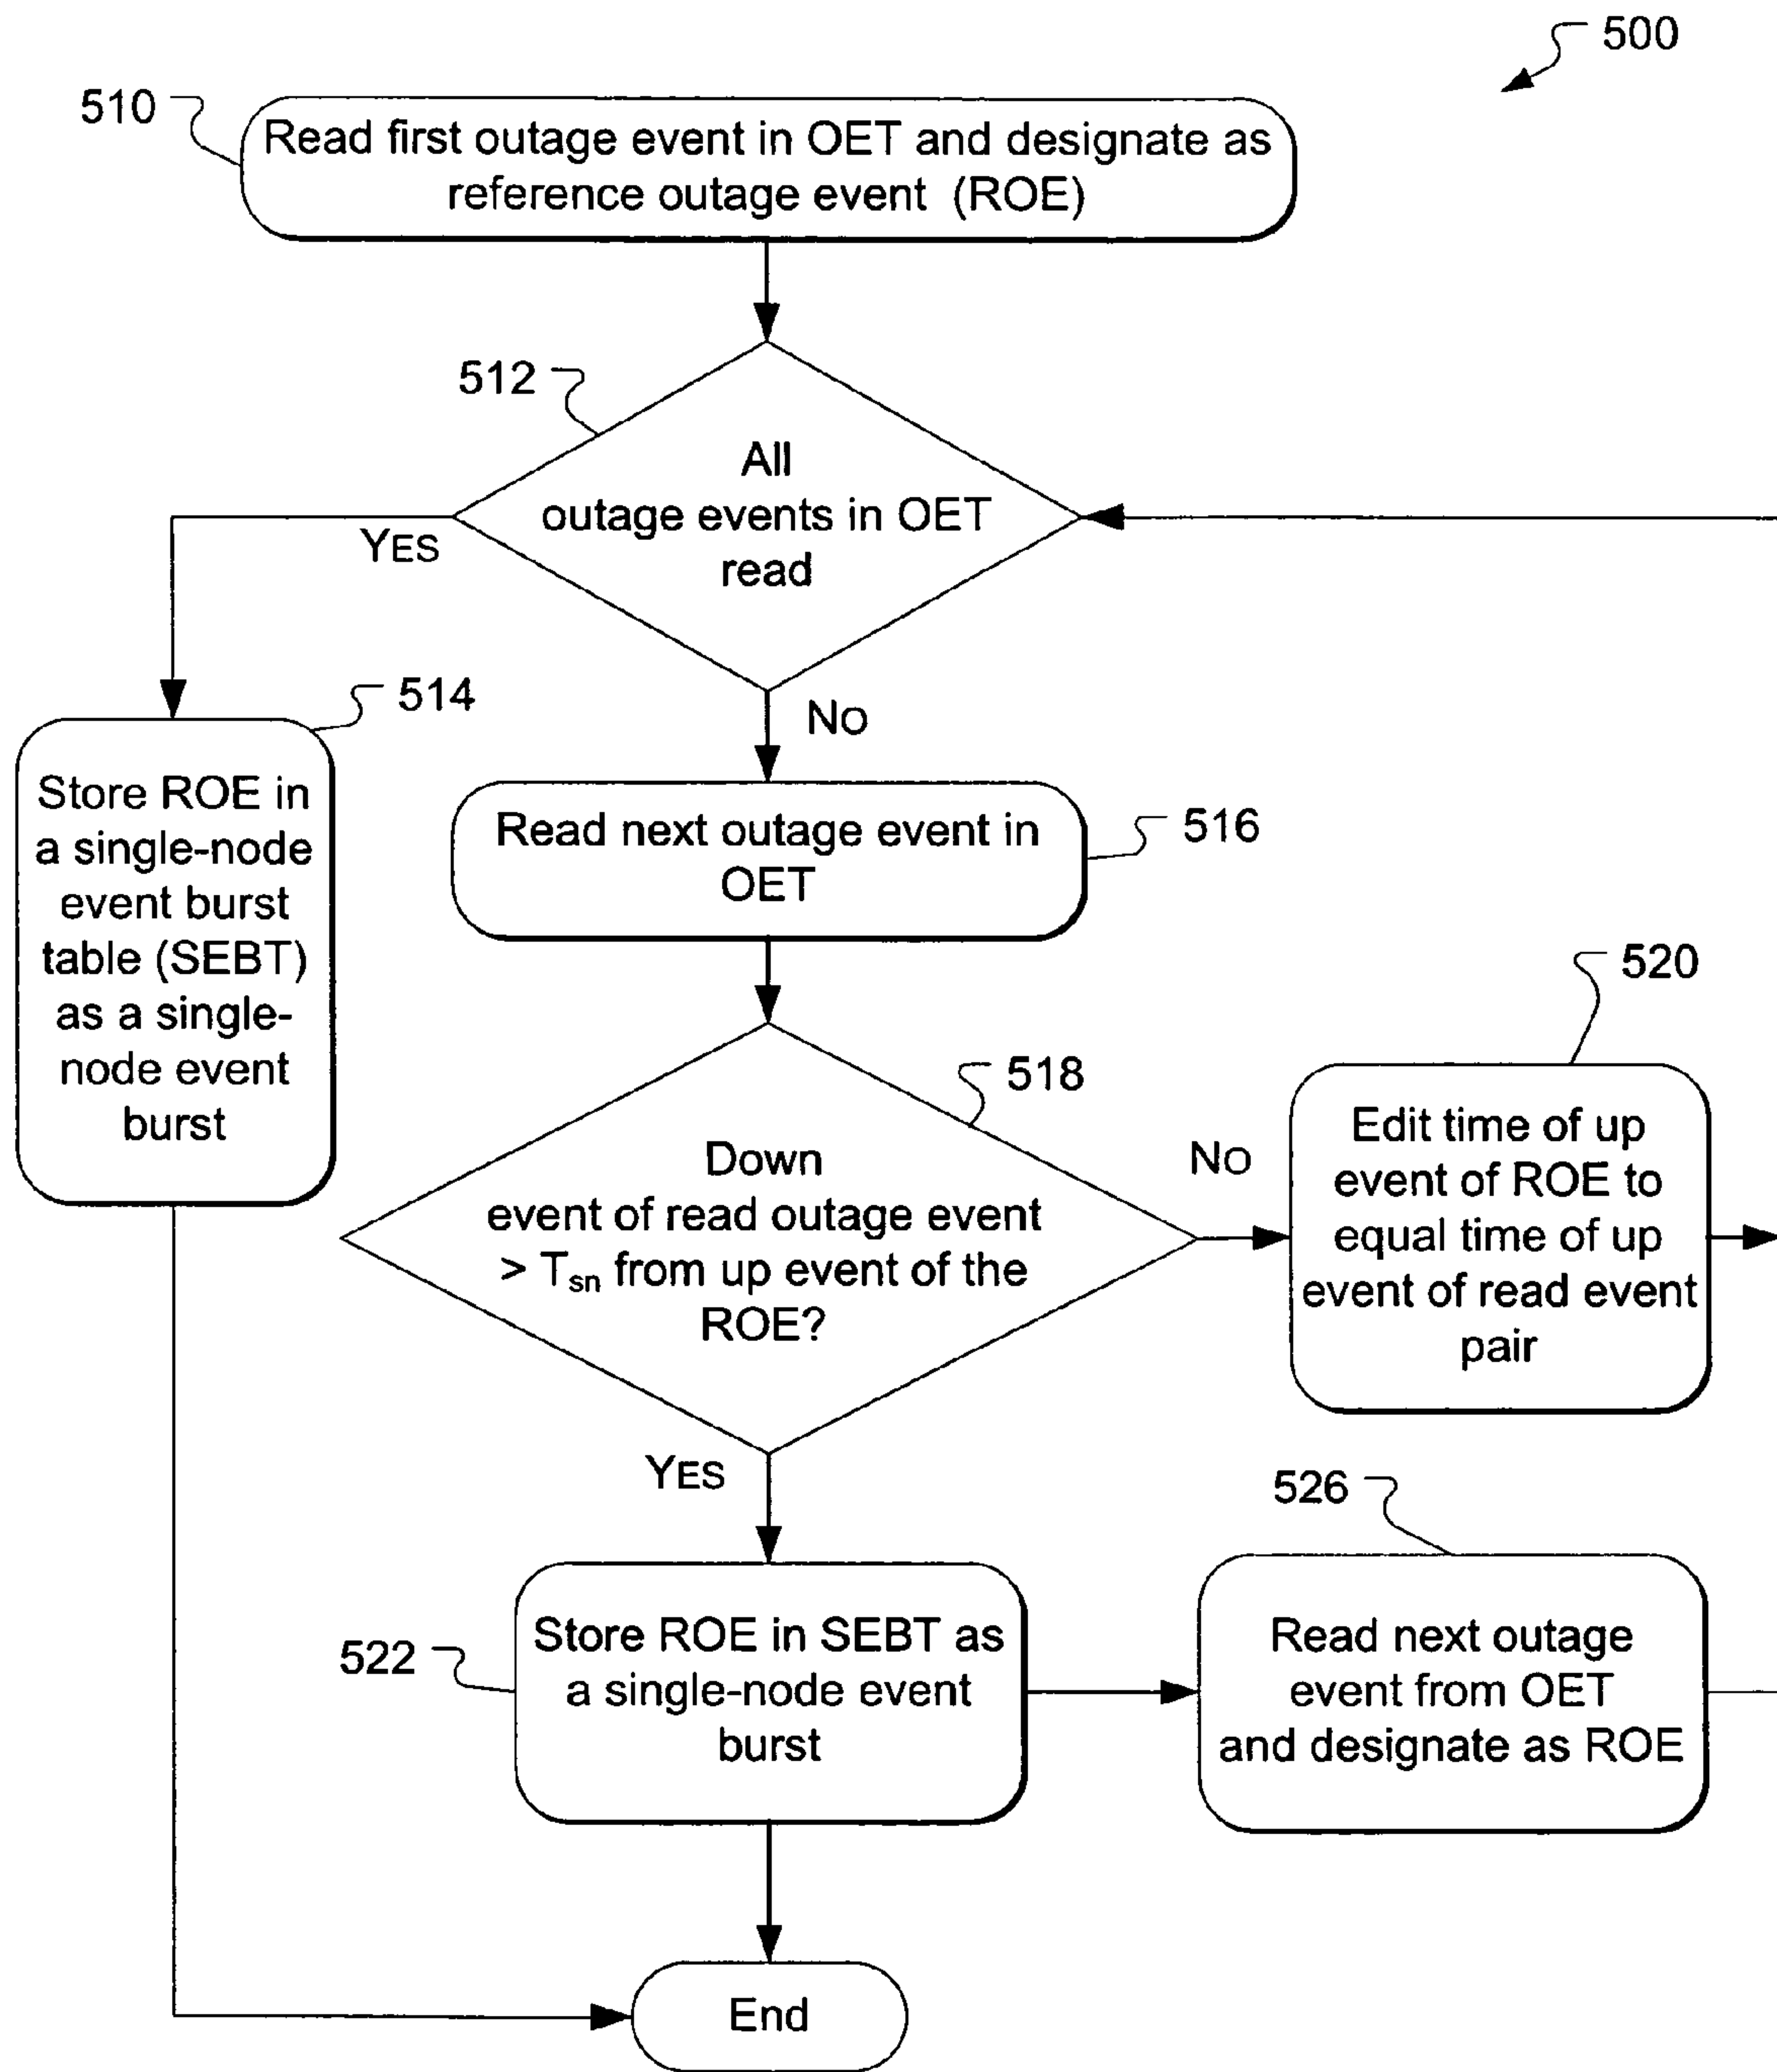 500
510
Read first outage event in OET and designate as
reference outage event (ROE)
512
All
outage events in OET
read
YES
NO
514
Store ROE in
a single-node
event burst
table (SEBT)
as a single-
node event
burst
Read next outage event in
OET
516
518
Down
event of read outage event
> Tsn from up event of the
ROE?
NO
520
Edit time of up
event of ROE to
equal time of up
event of read event
pair
YES
522
Store ROE in SEBT as
a single-node event
burst
526
Read next outage
event from OET
and designate as ROE
End